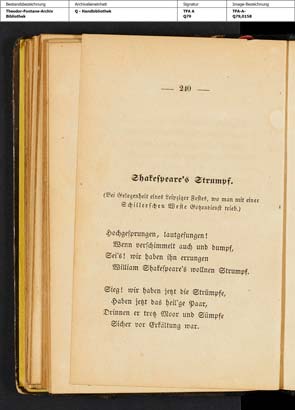 Bestandsbezeichnung Archivalieneinheit Signatur Image-Bezeichnung
Theodor-Fontane-Archiv Q - Handbibliothek TFA A TFA-A-
Bibliothek Q79 Q79,0158
— 240 —
Shakespeare's Strumpf.
(Bei Gelegenheit eines Leipziger Festes, wo man mit einer
Schillerschen Weste Götzendienst trieb.)
Hochgesprungen, lautgesungen!
Wenn verschimmelt auch und dumpf,
Sei's! wir haben ihn errungen
William Shakespeare's wollnen Strumpf.
Sieg! wir haben jetzt die Strümpfe,
Haben jetzt das heil'ge Paar,
Drinnen er trotz Moor und Sümpfe
Sicher vor Erkältung war.